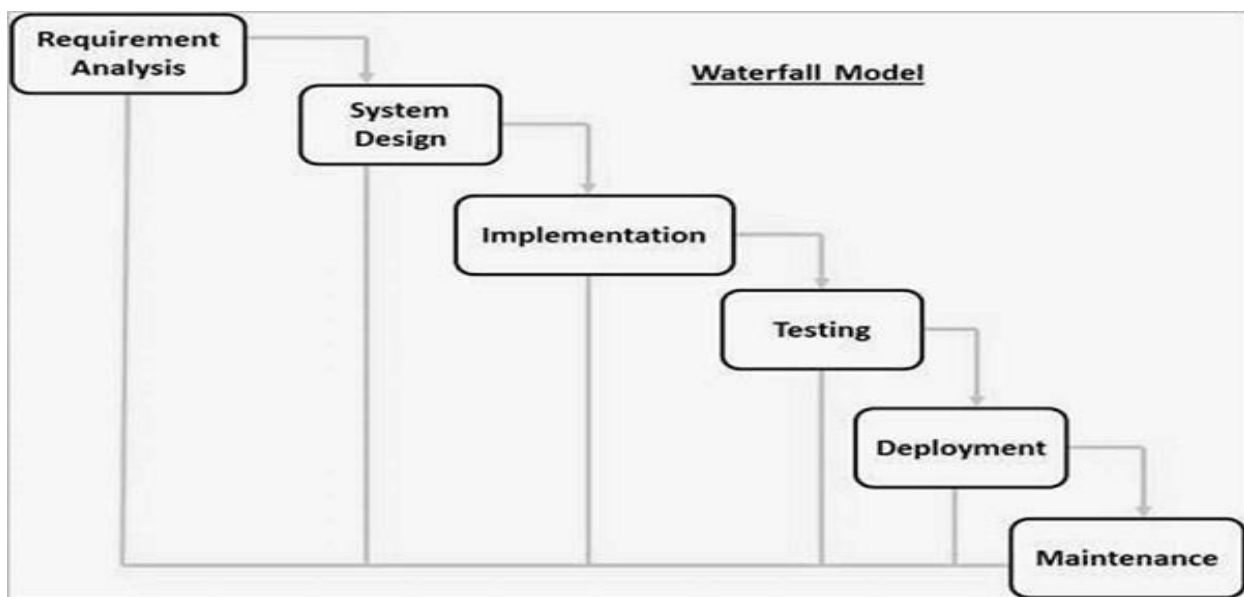 Requirement
Analysis
Waterfall Model
System
Design
Implementation
Testing
Deployment
Maintenance